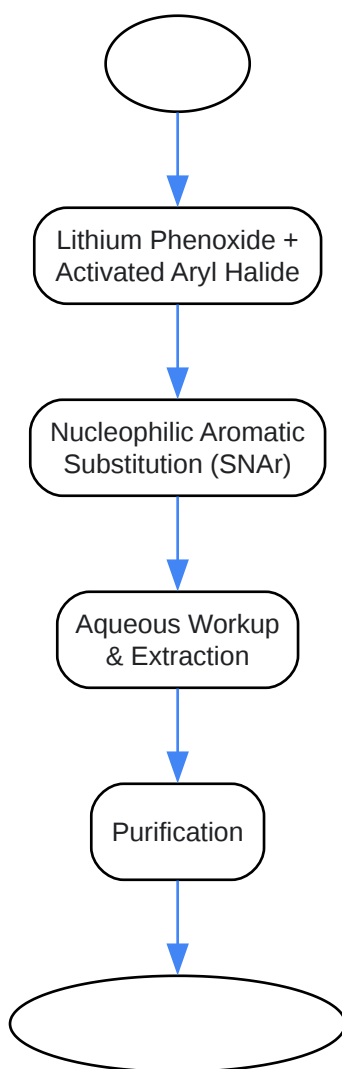 Lithium Phenoxide +
Activated Aryl Halide
Nucleophilic Aromatic
Substitution (SNAr)
Aqueous Workup
& Extraction
Purification